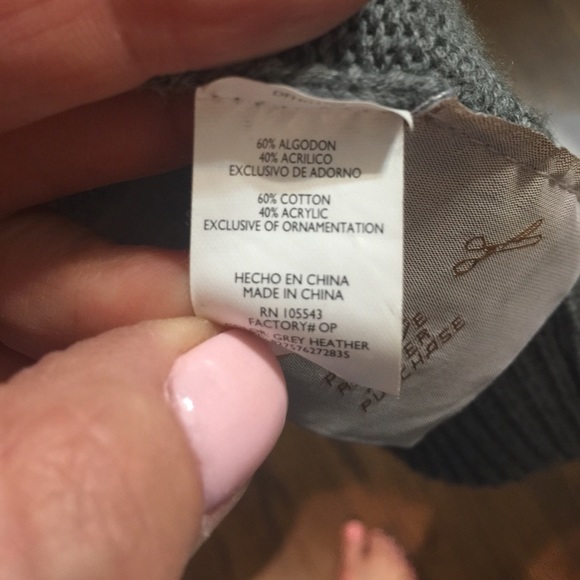 60% ALGODON
40% ACRILICO
EXCLUSIVO DE ADORNO
60% COTTON
40% ACRYLIC
EXCLUSIVE OF ORNAMENTATION
HECHO EN CHINA
MADE IN CHINA
RN 105543
FACTORY# OP
GREY HEATHER
7576272835